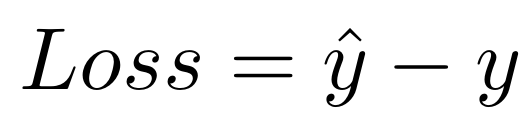 Loss = ŷ − y